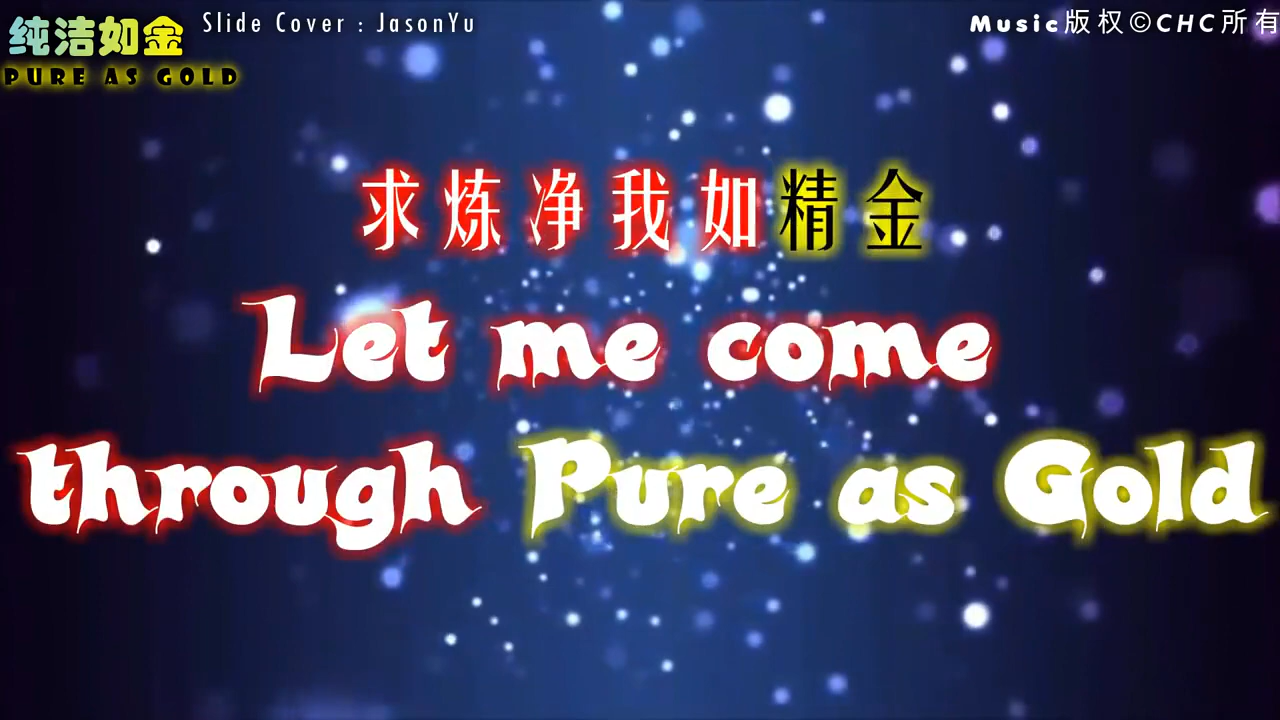 纯洁如金
PURE AS GOLD
Slide Cover : JasonYu
Music版权©CHC所有
求炼净我如精金
Let me come
through Pure as Gold